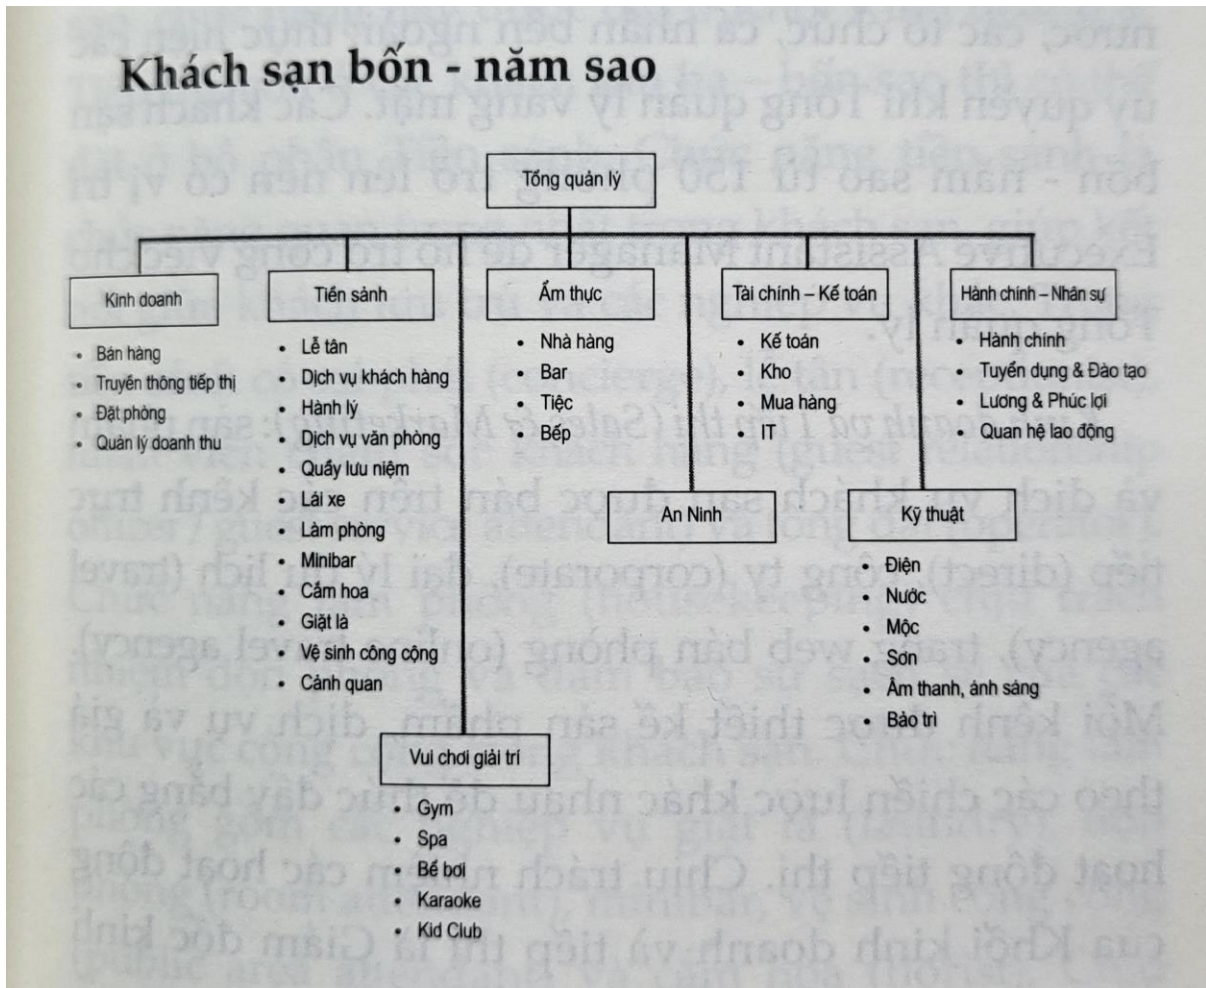 Khách sạn bốn - năm sao
Tổng quản lý
Kinh doanh
• Bán hàng
• Truyền thông tiếp thị
• Đặt phòng
• Quản lý doanh thu
Tiền sảnh
• Lễ tân
• Dịch vụ khách hàng
• Hành lý
• Dịch vụ văn phòng
• Quầy lưu niệm
• Lái xe
• Làm phòng
• Minibar
• Cắm hoa
• Giặt là
• Vệ sinh công cộng
• Cảnh quan
Ẩm thực
• Nhà hàng
• Bar
• Tiệc
• Bếp
Tài chính – Kế toán
• Kế toán
• Kho
• Mua hàng
• IT
Hành chính – Nhân sự
• Hành chính
• Tuyển dụng & Đào tạo
• Lương & Phúc lợi
• Quan hệ lao động
An Ninh
Kỹ thuật
• Điện
• Nước
• Mộc
• Sơn
• Âm thanh, ánh sáng
• Bảo trì
Vui chơi giải trí
• Gym
• Spa
• Bể bơi
• Karaoke
• Kid Club